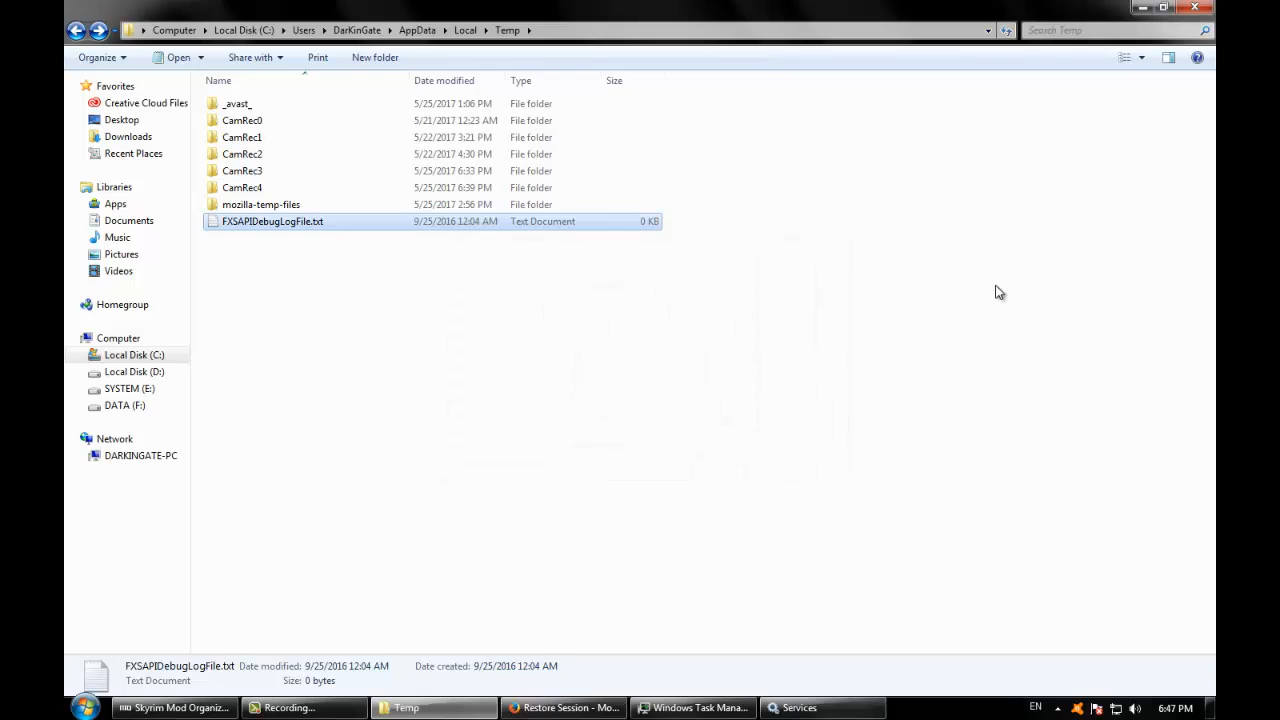 Computer Local Disk (C:) Users DarKinGate AppData Local Temp Search Temp
Organize Open Share with Print New folder
Name Date modified Type Size
Favorites
Creative Cloud Files
Desktop
Downloads
Recent Places
Libraries
Apps
Documents
Music
Pictures
Videos
Homegroup
Computer
Local Disk (C:)
Local Disk (D:)
SYSTEM (E:)
DATA (F:)
Network
DARKINGATE-PC
_avast_ 5/25/2017 1:06 PM File folder
CamRec0 5/21/2017 12:23 AM File folder
CamRec1 5/22/2017 3:21 PM File folder
CamRec2 5/22/2017 4:30 PM File folder
CamRec3 5/25/2017 6:33 PM File folder
CamRec4 5/25/2017 6:39 PM File folder
mozilla-temp-files 5/25/2017 2:56 PM File folder
FXSAPIDebugLogFile.txt 9/25/2016 12:04 AM Text Document 0 KB
FXSAPIDebugLogFile.txt Date modified: 9/25/2016 12:04 AM Date created: 9/25/2016 12:04 AM
Text Document Size: 0 bytes
MO Skyrim Mod Organiz... Recording... Temp Restore Session - Mo... Windows Task Mana... Services EN 6:47 PM